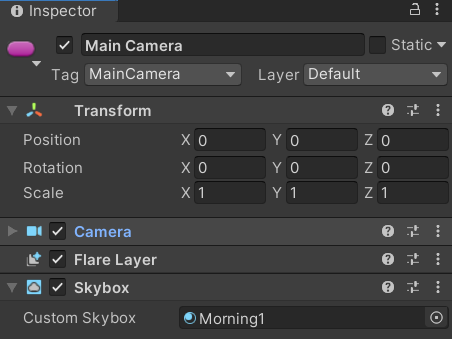 Inspector
Main Camera
Static
Tag MainCamera Layer Default
Transform
Position X 0 Y 0 Z 0
Rotation X 0 Y 0 Z 0
Scale X 1 Y 1 Z 1
Camera
Flare Layer
Skybox
Custom Skybox Morning1